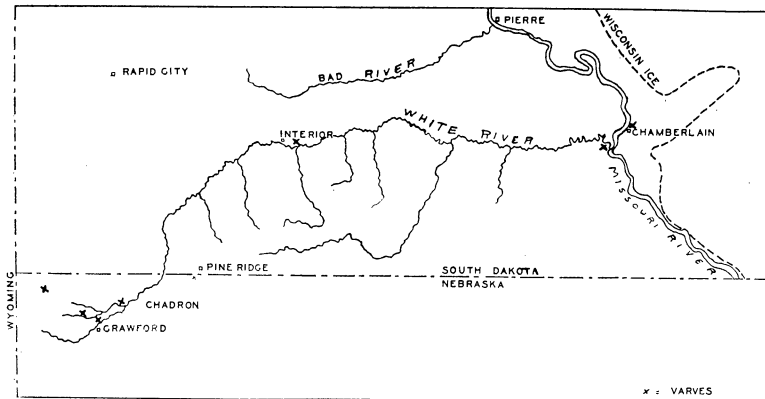 PIERRE
WISCONSIN ICE
RAPID CITY
BAD RIVER
WHITE RIVER
INTERIOR
CHAMBERLAIN
MISSOURI RIVER
PINE RIDGE
SOUTH DAKOTA
NEBRASKA
WYOMING
CHADRON
CRAWFORD
x = VARVES